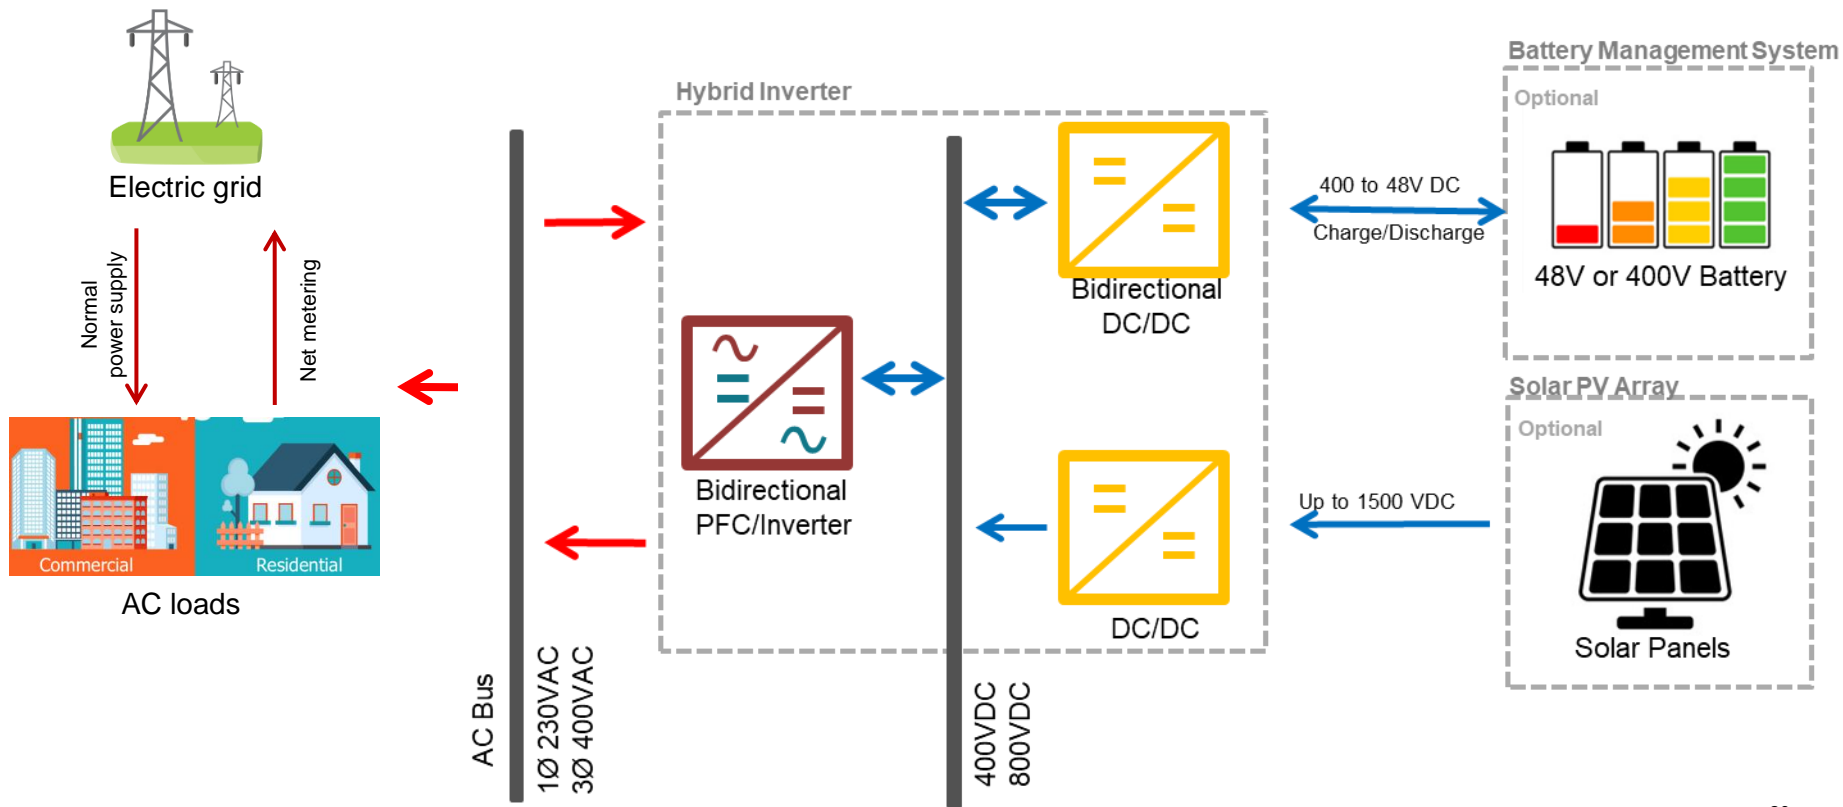 Battery Management System
Hybrid Inverter
Optional
Electric grid
400 to 48V DC
Charge/Discharge
48V or 400V Battery
Bidirectional
DC/DC
Normal
power supply
Net metering
Solar PV Array
Optional
Bidirectional
PFC/Inverter
Up to 1500 VDC
Commercial
Residential
AC loads
DC/DC
Solar Panels
AC Bus
1Ø 230VAC
3Ø 400VAC
400VDC
800VDC